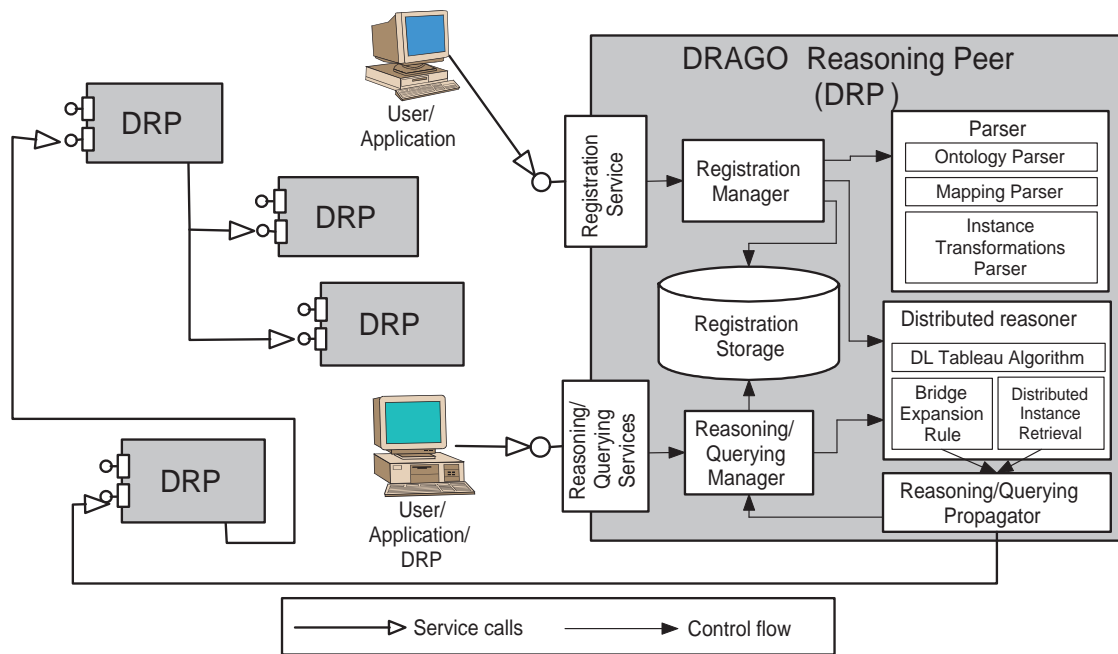 DRAGO Reasoning Peer
(DRP)
User/
Application
DRP
DRP
DRP
DRP
Registration
Service
Registration
Manager
Parser
Ontology Parser
Mapping Parser
Instance
Transformations
Parser
Registration
Storage
Distributed reasoner
DL Tableau Algorithm
Bridge
Expansion
Rule
Distributed
Instance
Retrieval
Reasoning/
Querying
Services
Reasoning/
Querying
Manager
Reasoning/Querying
Propagator
User/
Application/
DRP
Service calls
Control flow